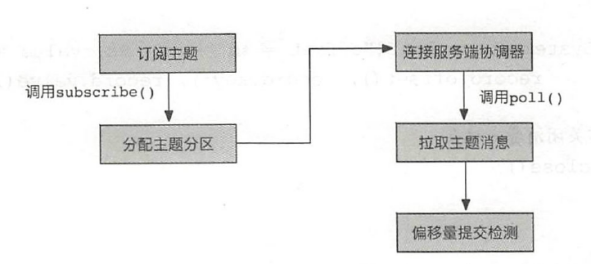 订阅主题
调用subscribe()
分配主题分区
连接服务端协调器
调用poll()
拉取主题消息
偏移量提交检测